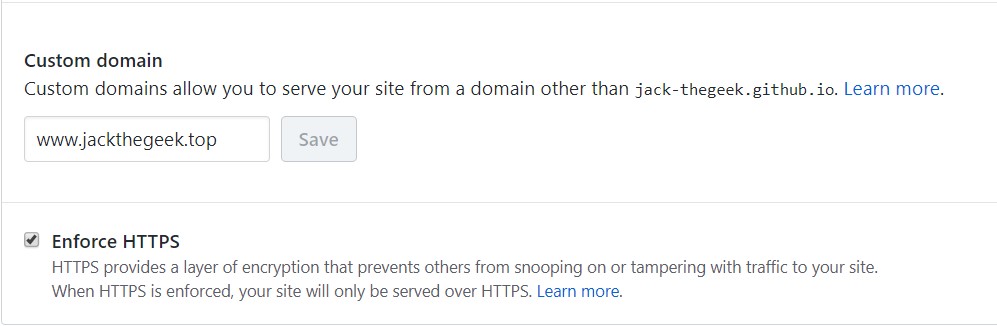 Custom domain
Custom domains allow you to serve your site from a domain other than jack-thegeek.github.io. Learn more.
www.jackthegeek.top Save
Enforce HTTPS
HTTPS provides a layer of encryption that prevents others from snooping on or tampering with traffic to your site.
When HTTPS is enforced, your site will only be served over HTTPS. Learn more.